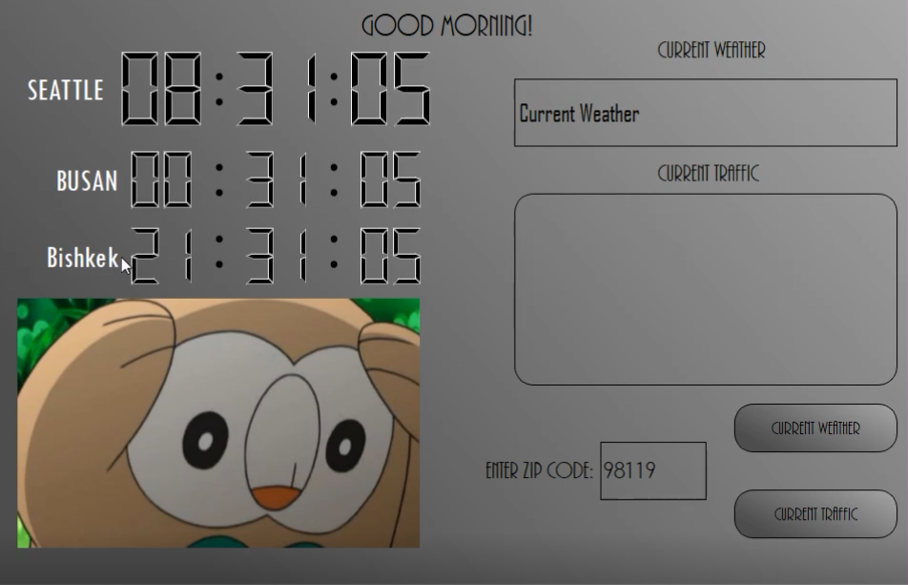 GOOD MORNING!
SEATTLE 08:31:05
BUSAN 00:31:05
Bishkek 21:31:05
CURRENT WEATHER
Current Weather
CURRENT TRAFFIC
ENTER ZIP CODE: 98119
CURRENT WEATHER
CURRENT TRAFFIC